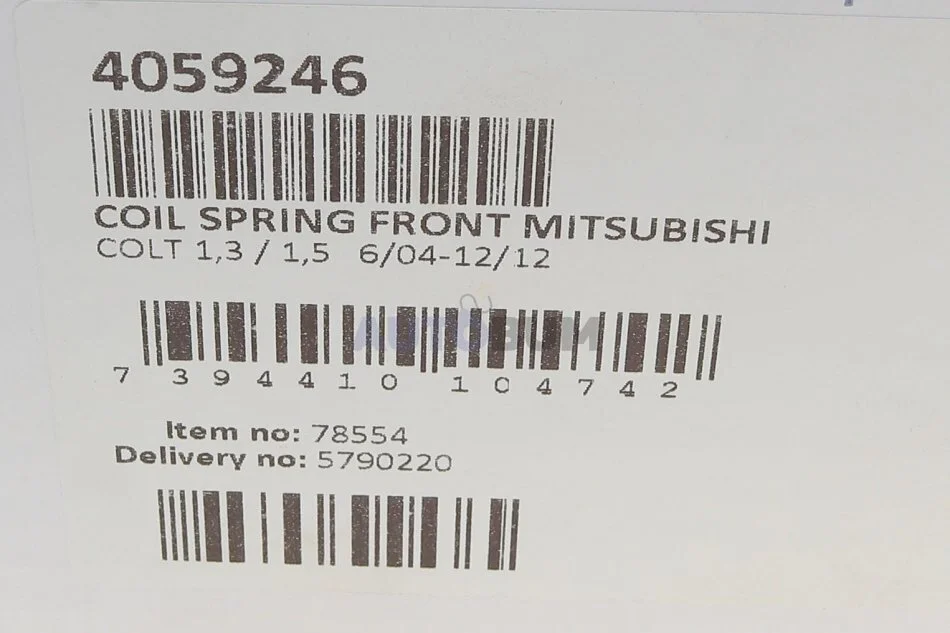 4059246
COIL SPRING FRONT MITSUBISHI
COLT 1,3 / 1,5 6/04-12/12
AUTOBUM
7 394410 104742
Item no: 78554
Delivery no: 5790220